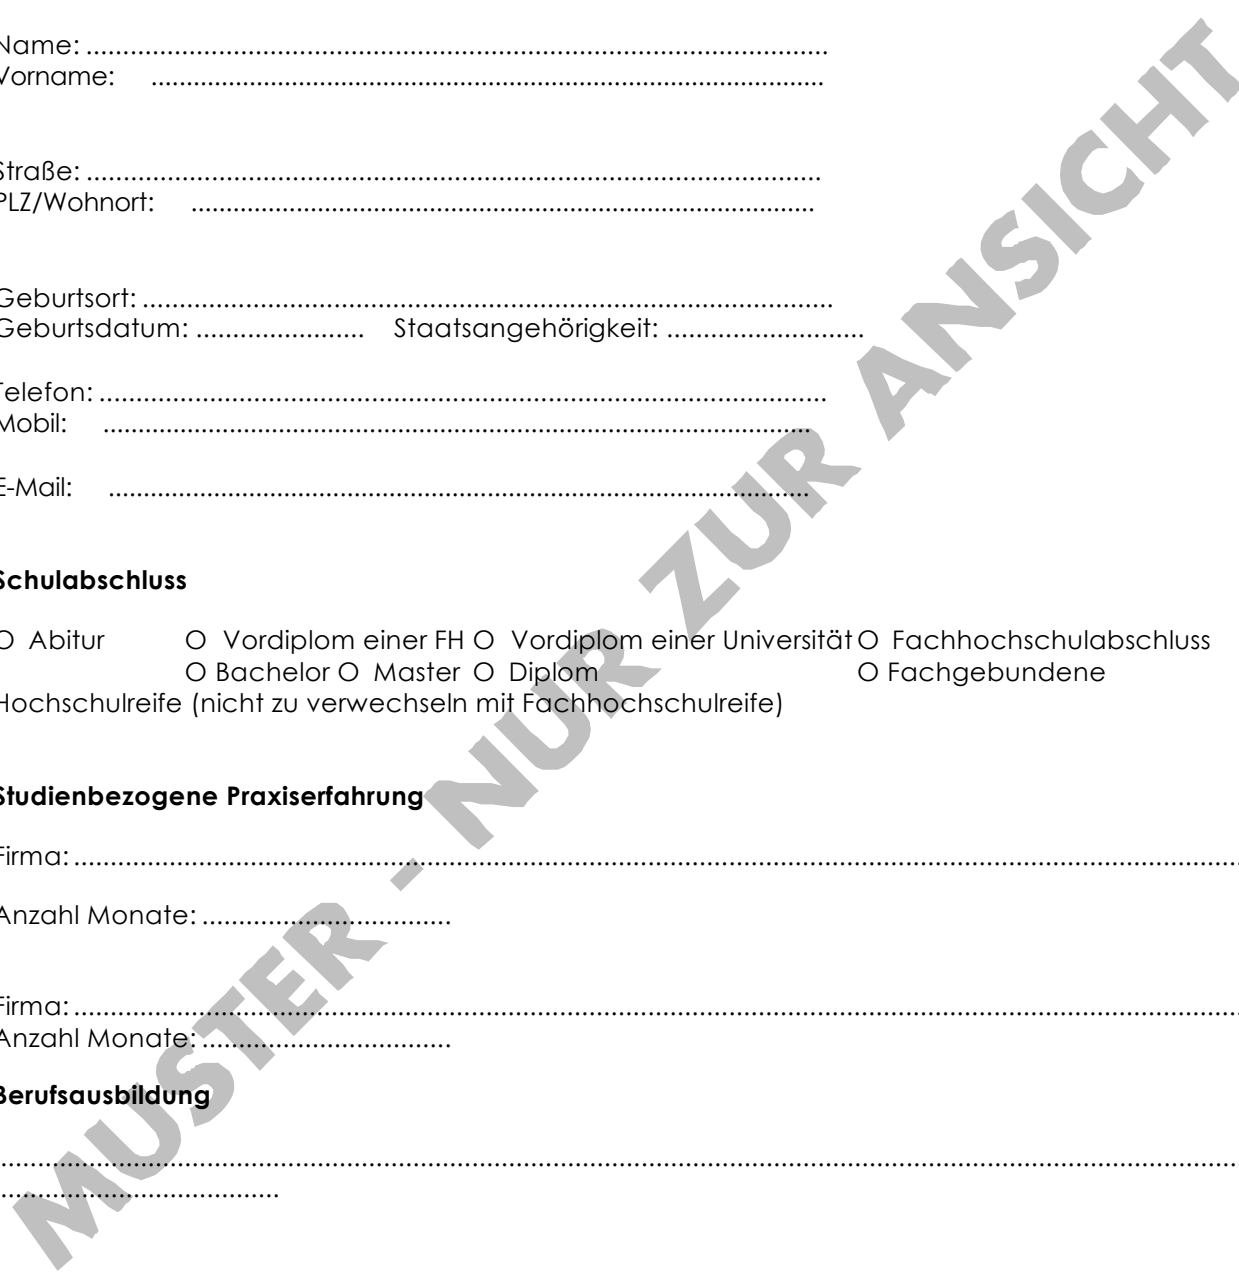 Name: ....................................................................................................
Vorname: ...........................................................................................
Straße: ...................................................................................................
PLZ/Wohnort: ....................................................................................
Geburtsort: .............................................................................................
Geburtsdatum: ....................... Staatsangehörigkeit: ...........................
Telefon: ..................................................................................................
Mobil: ................................................................................................
E-Mail: ...............................................................................................
Schulabschluss
O Abitur O Vordiplom einer FH O Vordiplom einer Universität O Fachhochschulabschluss
O Bachelor O Master O Diplom O Fachgebundene
Hochschulreife (nicht zu verwechseln mit Fachhochschulreife)
Studienbezogene Praxiserfahrung
Firma: ..............................................................................................................................................................
Anzahl Monate: ..................................
Firma: ..............................................................................................................................................................
Anzahl Monate: ..................................
Berufsausbildung
........................................................................................................................................................................
......................................
MUSTER - NUR ZUR ANSICHT